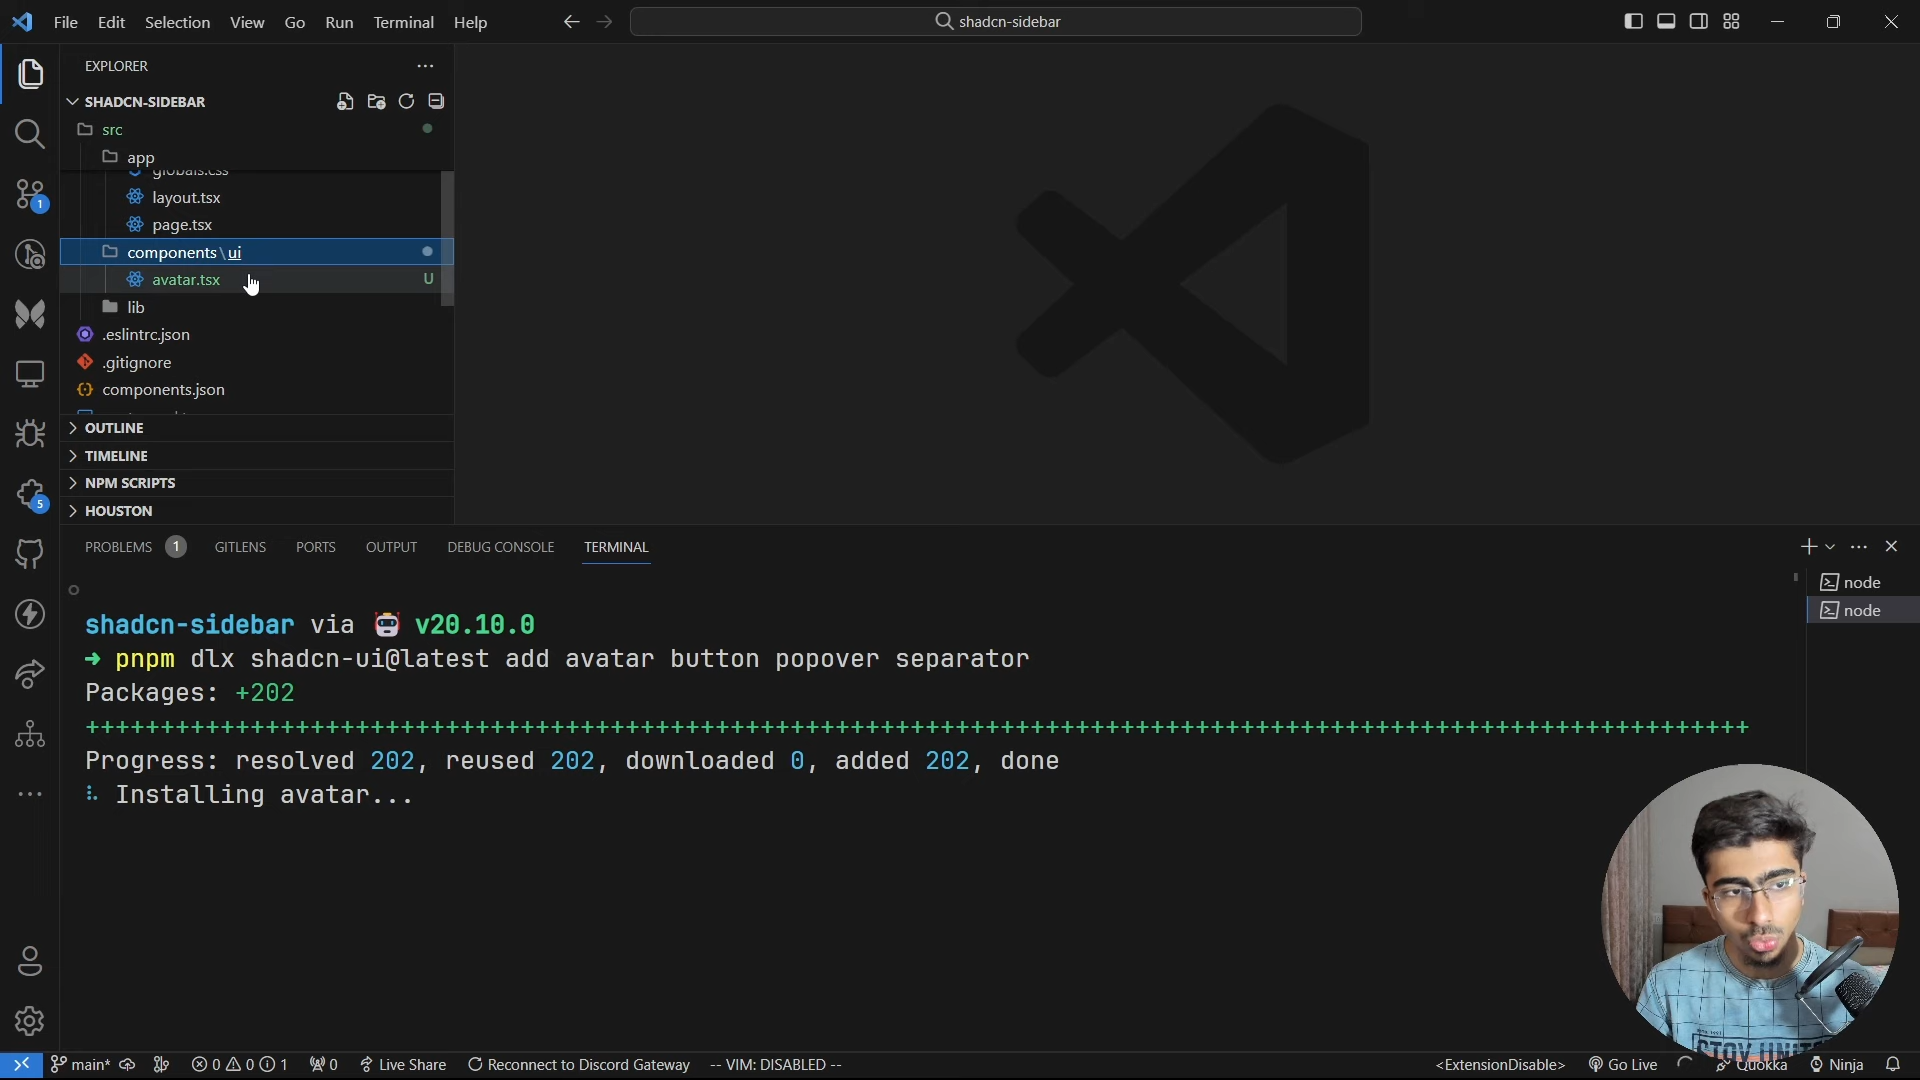 File Edit Selection View Go Run Terminal Help
shadcn-sidebar
EXPLORER
SHADCN-SIDEBAR
src
app
globals.css
layout.tsx
page.tsx
components\ui
avatar.tsx U
lib
.eslintrc.json
.gitignore
components.json
OUTLINE
TIMELINE
NPM SCRIPTS
HOUSTON
1
5
PROBLEMS 1 GITLENS PORTS OUTPUT DEBUG CONSOLE TERMINAL
node
node
shadcn-sidebar via v20.10.0
➜ pnpm dlx shadcn-ui@latest add avatar button popover separator
Packages: +202
+++++++++++++++++++++++++++++++++++++++++++++++++++++++++++++++++++++++++++++++++++++++++++++++++++++++++++++++
Progress: resolved 202, reused 202, downloaded 0, added 202, done
Installing avatar...
main* 0 0 1 0 Live Share Reconnect to Discord Gateway -- VIM: DISABLED -- <ExtensionDisable> Go Live Quokka Ninja